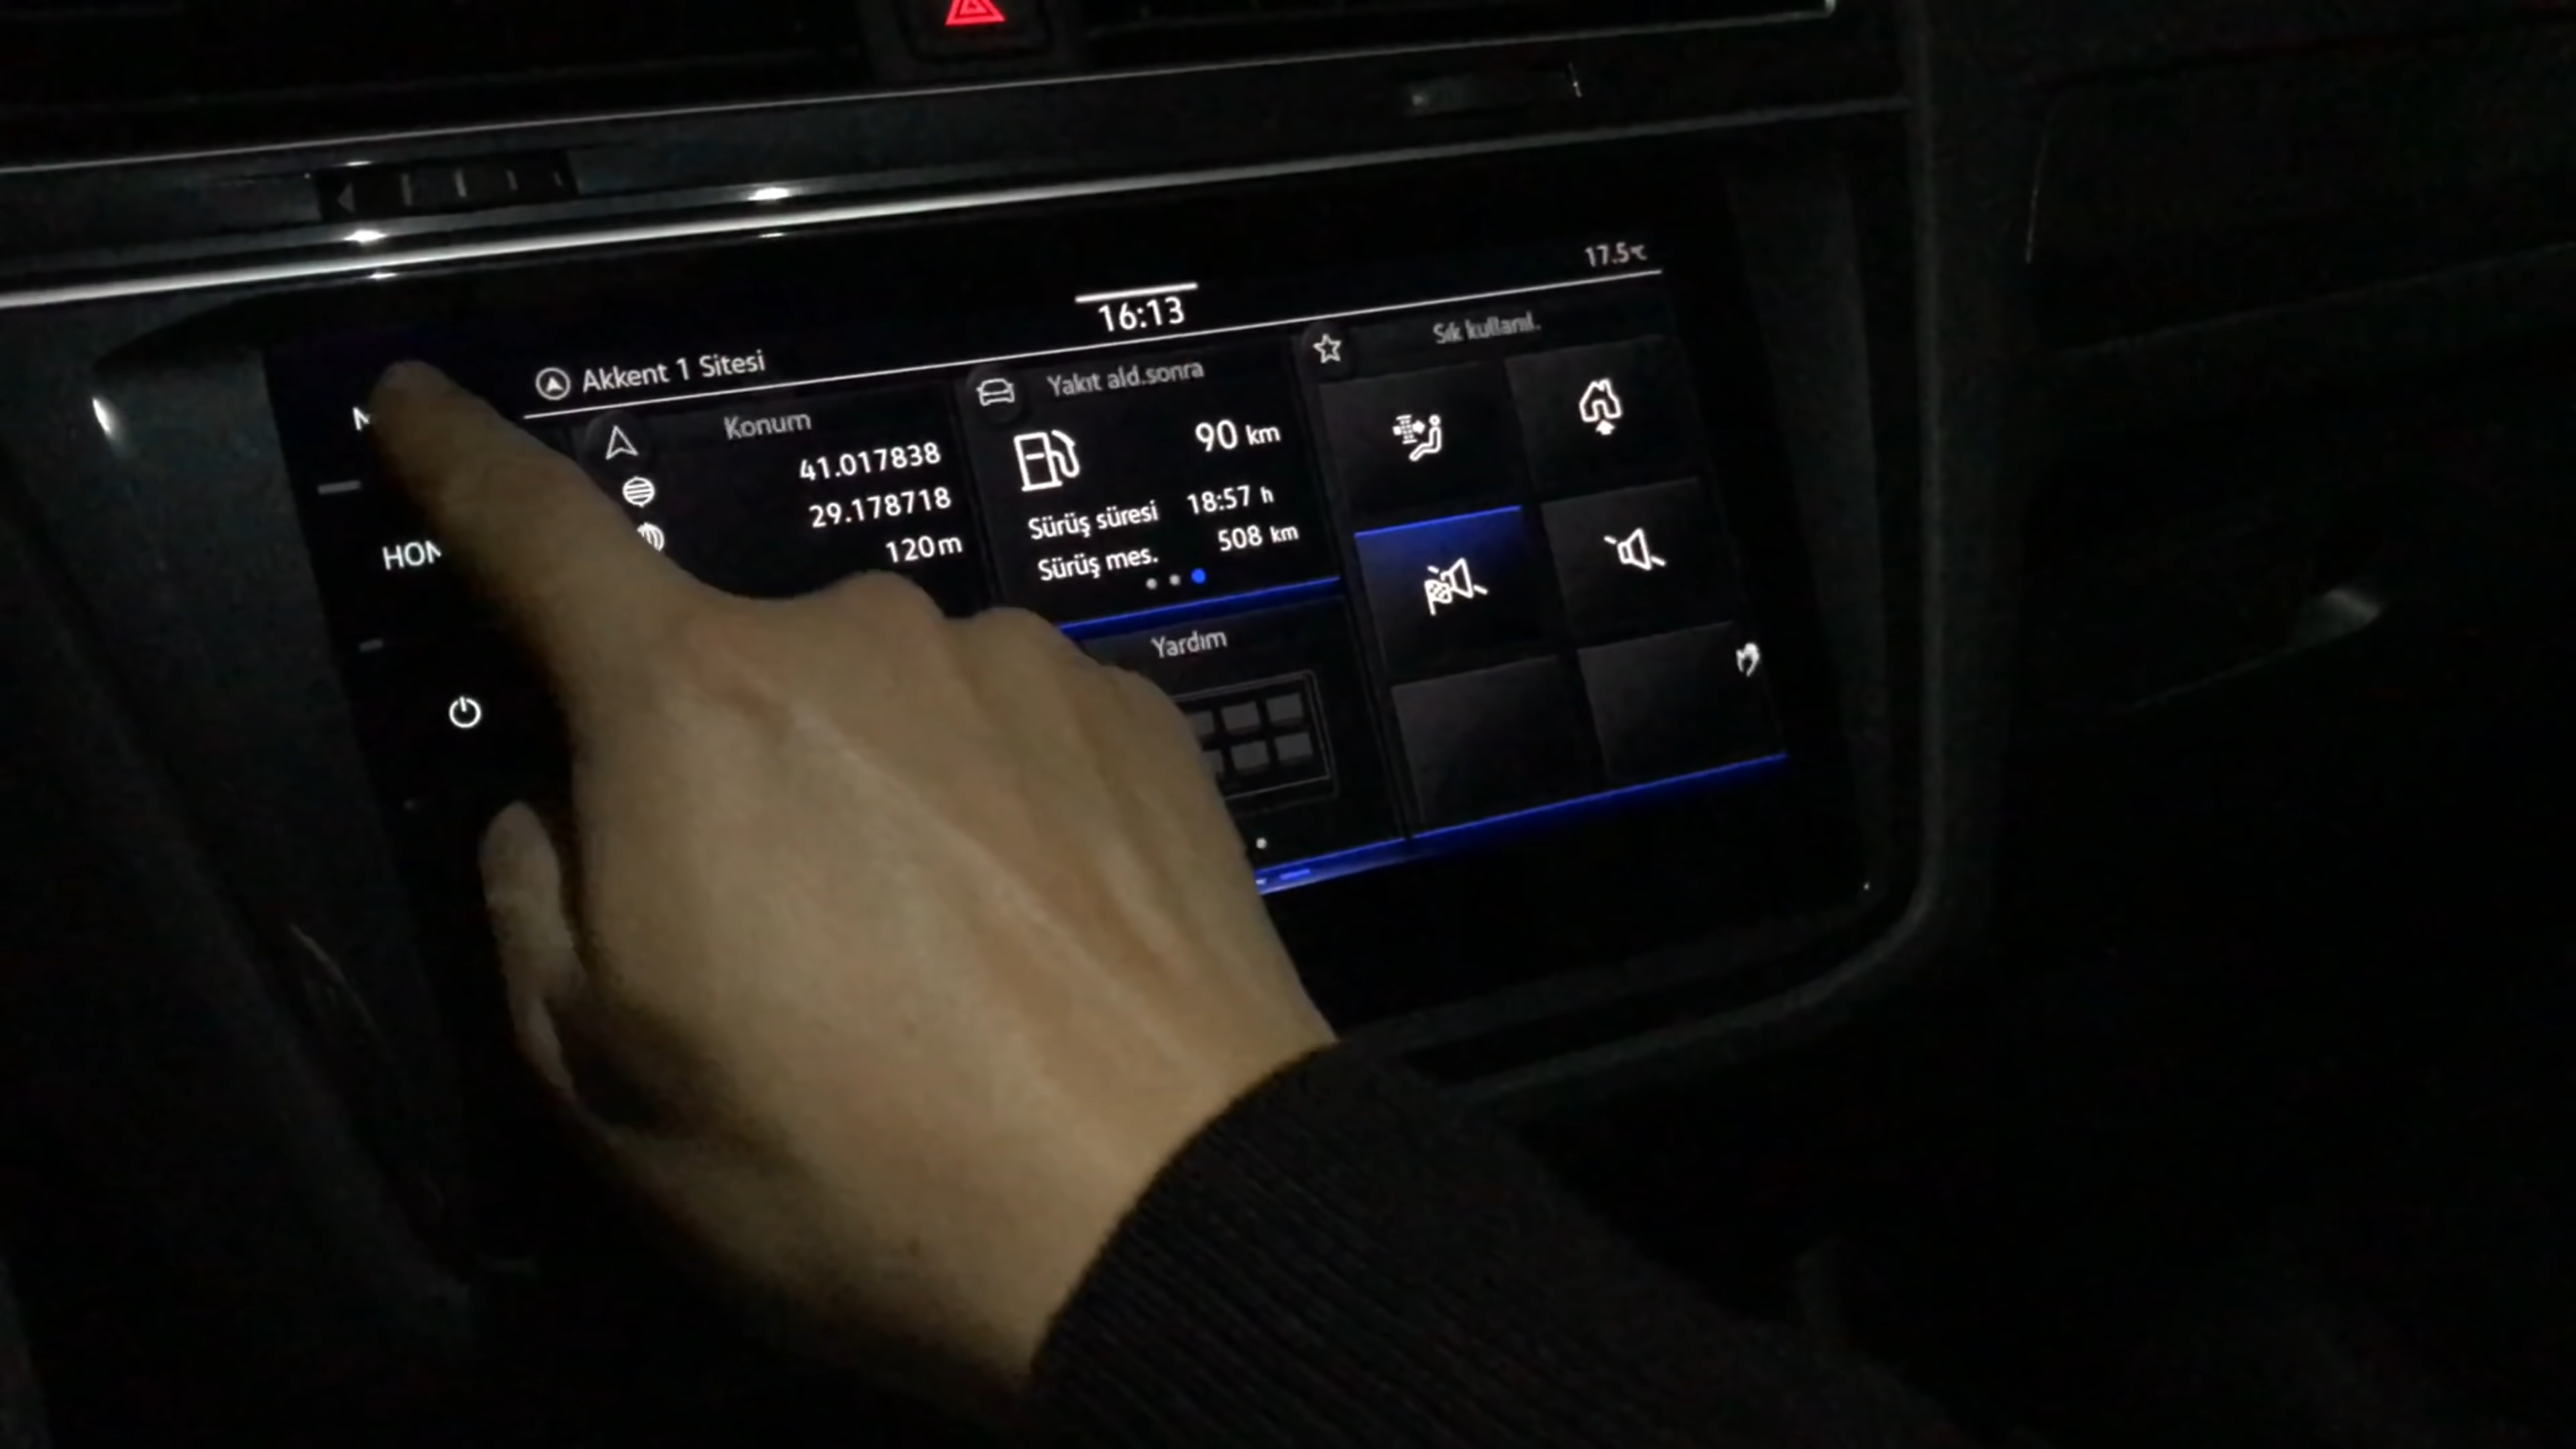 17.5°C
16:13
Akkent 1 Sitesi
Konum
41.017838
29.178718
120m
Yakıt ald.sonra
90 km
Sürüş süresi 18:57 h
Sürüş mes. 508 km
Sık kullanıl.
Yardım